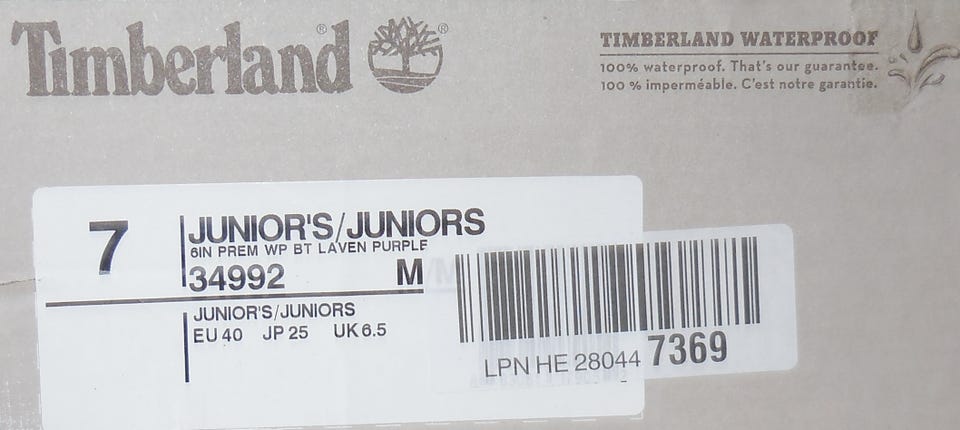 Timberland® ®
TIMBERLAND WATERPROOF
100% waterproof. That's our guarantee.
100 % imperméable. C'est notre garantie.
7
JUNIOR'S/JUNIORS
6IN PREM WP BT LAVEN PURPLE
34992 M
JUNIOR'S/JUNIORS
EU 40 JP 25 UK 6.5
LPN HE 28044 7369